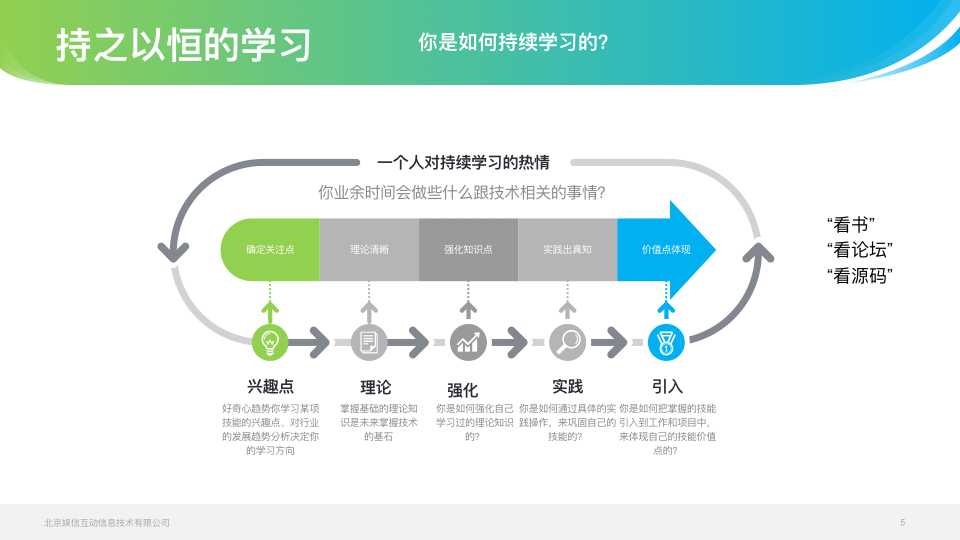 持之以恒的学习
你是如何持续学习的?
一个人对持续学习的热情
你业余时间会做些什么跟技术相关的事情?
确定关注点
理论清晰
强化知识点
实践出真知
价值点体现
“看书”
“看论坛”
“看源码”
1
兴趣点
好奇心趋势你学习某项
技能的兴趣点、对行业
的发展趋势分析决定你
的学习方向
理论
掌握基础的理论知
识是未来掌握技术
的基石
强化
你是如何强化自己
学习过的理论知识
的?
实践
你是如何通过具体的实
践操作，来巩固自己的
技能的?
引入
你是如何把掌握的技能
引入到工作和项目中，
来体现自己的技能价值
点的?
北京媒信互动信息技术有限公司
5